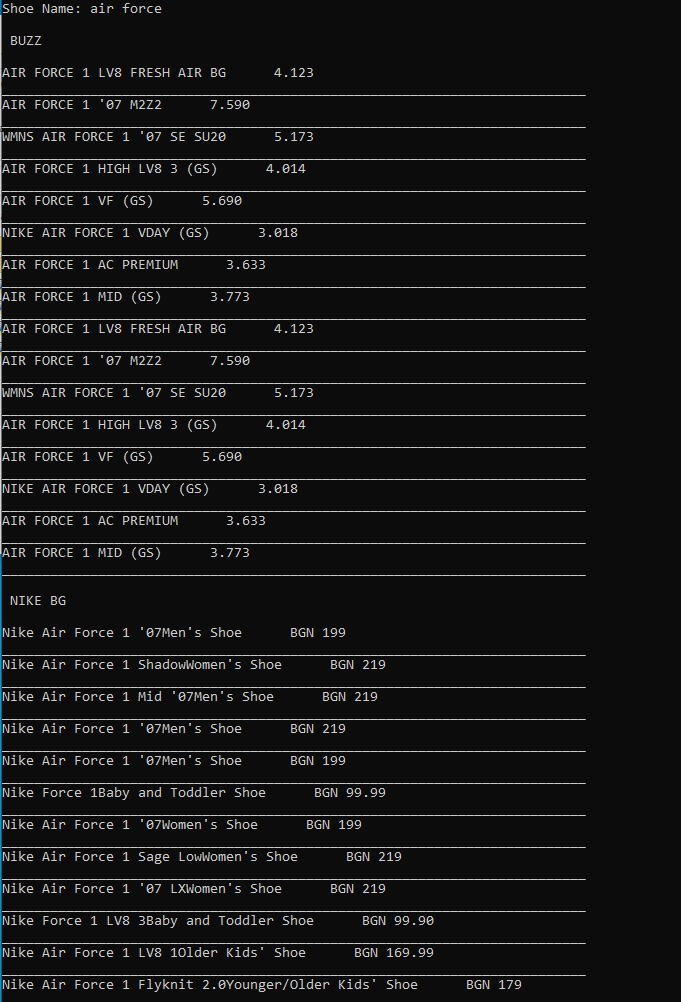 Shoe Name: air force
BUZZ
AIR FORCE 1 LV8 FRESH AIR BG 4.123
AIR FORCE 1 '07 M2Z2 7.590
WMNS AIR FORCE 1 '07 SE SU20 5.173
AIR FORCE 1 HIGH LV8 3 (GS) 4.014
AIR FORCE 1 VF (GS) 5.690
NIKE AIR FORCE 1 VDAY (GS) 3.018
AIR FORCE 1 AC PREMIUM 3.633
AIR FORCE 1 MID (GS) 3.773
AIR FORCE 1 LV8 FRESH AIR BG 4.123
AIR FORCE 1 '07 M2Z2 7.590
WMNS AIR FORCE 1 '07 SE SU20 5.173
AIR FORCE 1 HIGH LV8 3 (GS) 4.014
AIR FORCE 1 VF (GS) 5.690
NIKE AIR FORCE 1 VDAY (GS) 3.018
AIR FORCE 1 AC PREMIUM 3.633
AIR FORCE 1 MID (GS) 3.773
NIKE BG
Nike Air Force 1 '07Men's Shoe BGN 199
Nike Air Force 1 ShadowWomen's Shoe BGN 219
Nike Air Force 1 Mid '07Men's Shoe BGN 219
Nike Air Force 1 '07Men's Shoe BGN 219
Nike Air Force 1 '07Men's Shoe BGN 199
Nike Force 1Baby and Toddler Shoe BGN 99.99
Nike Air Force 1 '07Women's Shoe BGN 199
Nike Air Force 1 Sage LowWomen's Shoe BGN 219
Nike Air Force 1 '07 LXWomen's Shoe BGN 219
Nike Force 1 LV8 3Baby and Toddler Shoe BGN 99.90
Nike Air Force 1 LV8 1Older Kids' Shoe BGN 169.99
Nike Air Force 1 Flyknit 2.0Younger/Older Kids' Shoe BGN 179